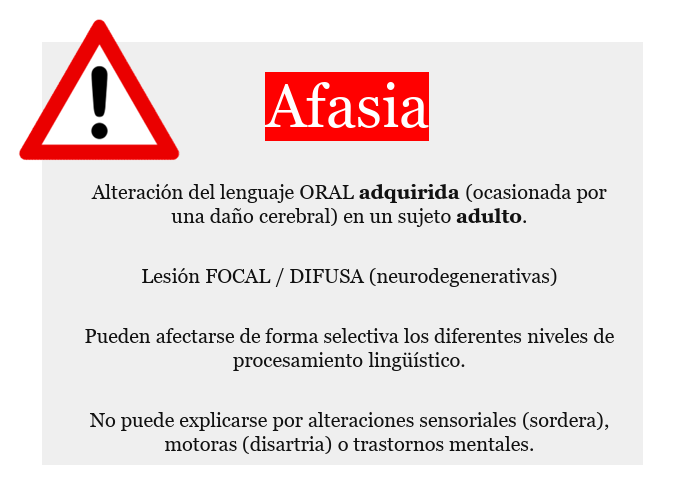 Afasia
Alteración del lenguaje ORAL adquirida (ocasionada por
una daño cerebral) en un sujeto adulto.
Lesión FOCAL / DIFUSA (neurodegenerativas)
Pueden afectarse de forma selectiva los diferentes niveles de
procesamiento lingüístico.
No puede explicarse por alteraciones sensoriales (sordera),
motoras (disartria) o trastornos mentales.